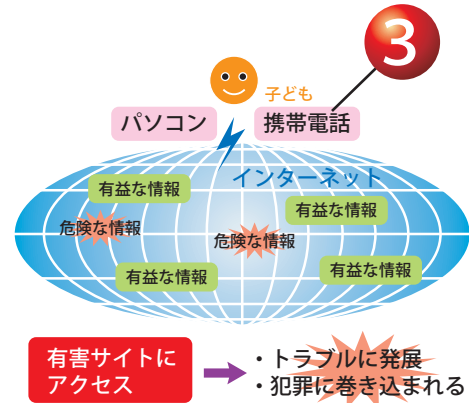 3
子ども
パソコン
携帯電話
インターネット
有益な情報
有益な情報
危険な情報
危険な情報
有益な情報
有益な情報
有害サイトに
アクセス
・トラブルに発展
・犯罪に巻き込まれる